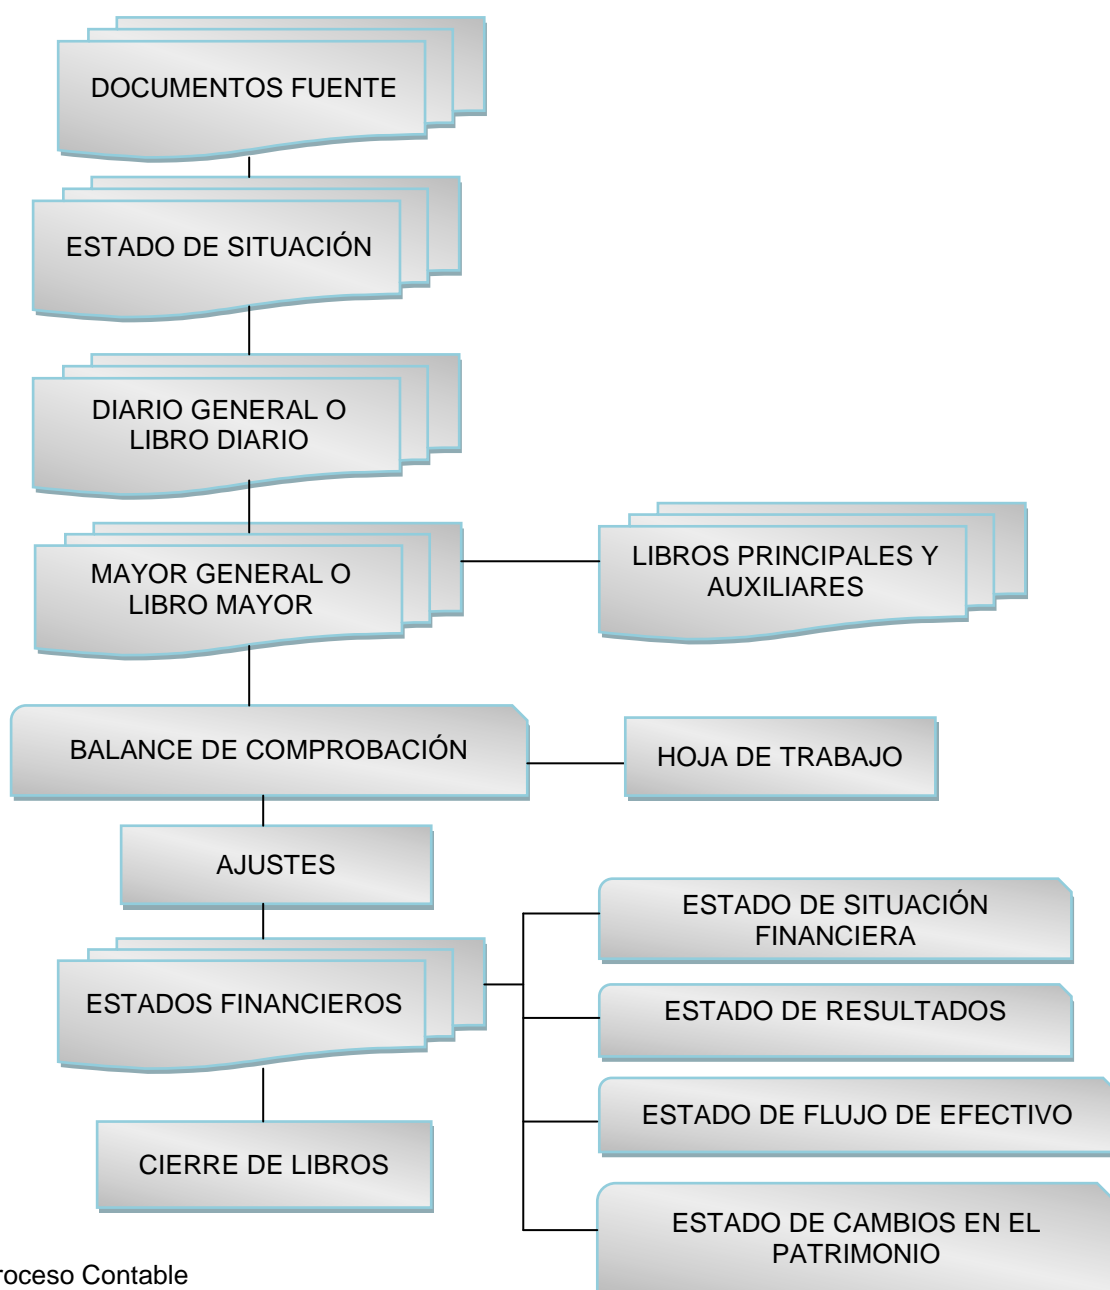 DOCUMENTOS FUENTE
ESTADO DE SITUACIÓN
DIARIO GENERAL O
LIBRO DIARIO
MAYOR GENERAL O
LIBRO MAYOR
LIBROS PRINCIPALES Y
AUXILIARES
BALANCE DE COMPROBACIÓN
HOJA DE TRABAJO
AJUSTES
ESTADOS FINANCIEROS
ESTADO DE SITUACIÓN
FINANCIERA
ESTADO DE RESULTADOS
ESTADO DE FLUJO DE EFECTIVO
ESTADO DE CAMBIOS EN EL
PATRIMONIO
CIERRE DE LIBROS
roceso Contable